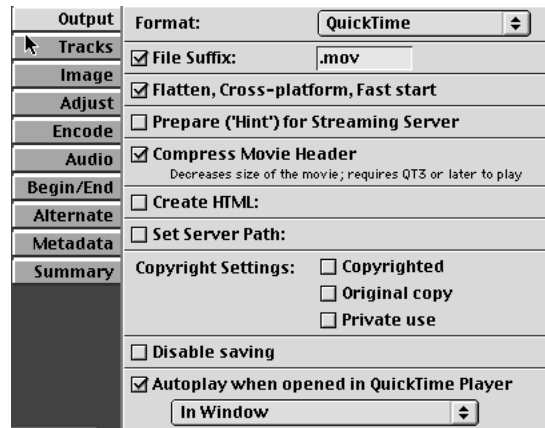 Output
Tracks
Image
Adjust
Encode
Audio
Begin/End
Alternate
Metadata
Summary
Format: QuickTime
File Suffix: .mov
Flatten, Cross-platform, Fast start
Prepare ('Hint') for Streaming Server
Compress Movie Header
Decreases size of the movie; requires QT3 or later to play
Create HTML:
Set Server Path:
Copyright Settings: Copyrighted
Original copy
Private use
Disable saving
Autoplay when opened in QuickTime Player
In Window